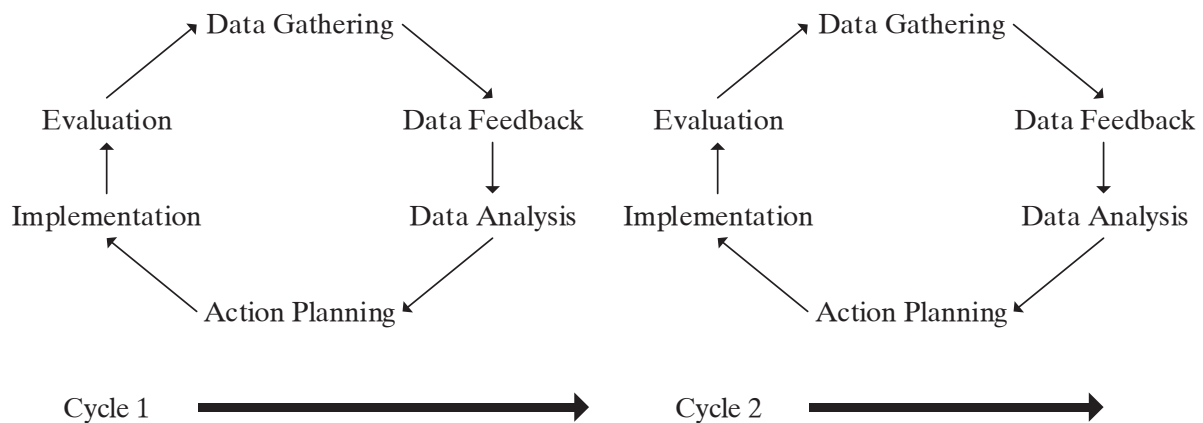 Data Gathering
Data Feedback
Data Analysis
Action Planning
Implementation
Evaluation
Cycle 1
Data Gathering
Data Feedback
Data Analysis
Action Planning
Implementation
Evaluation
Cycle 2